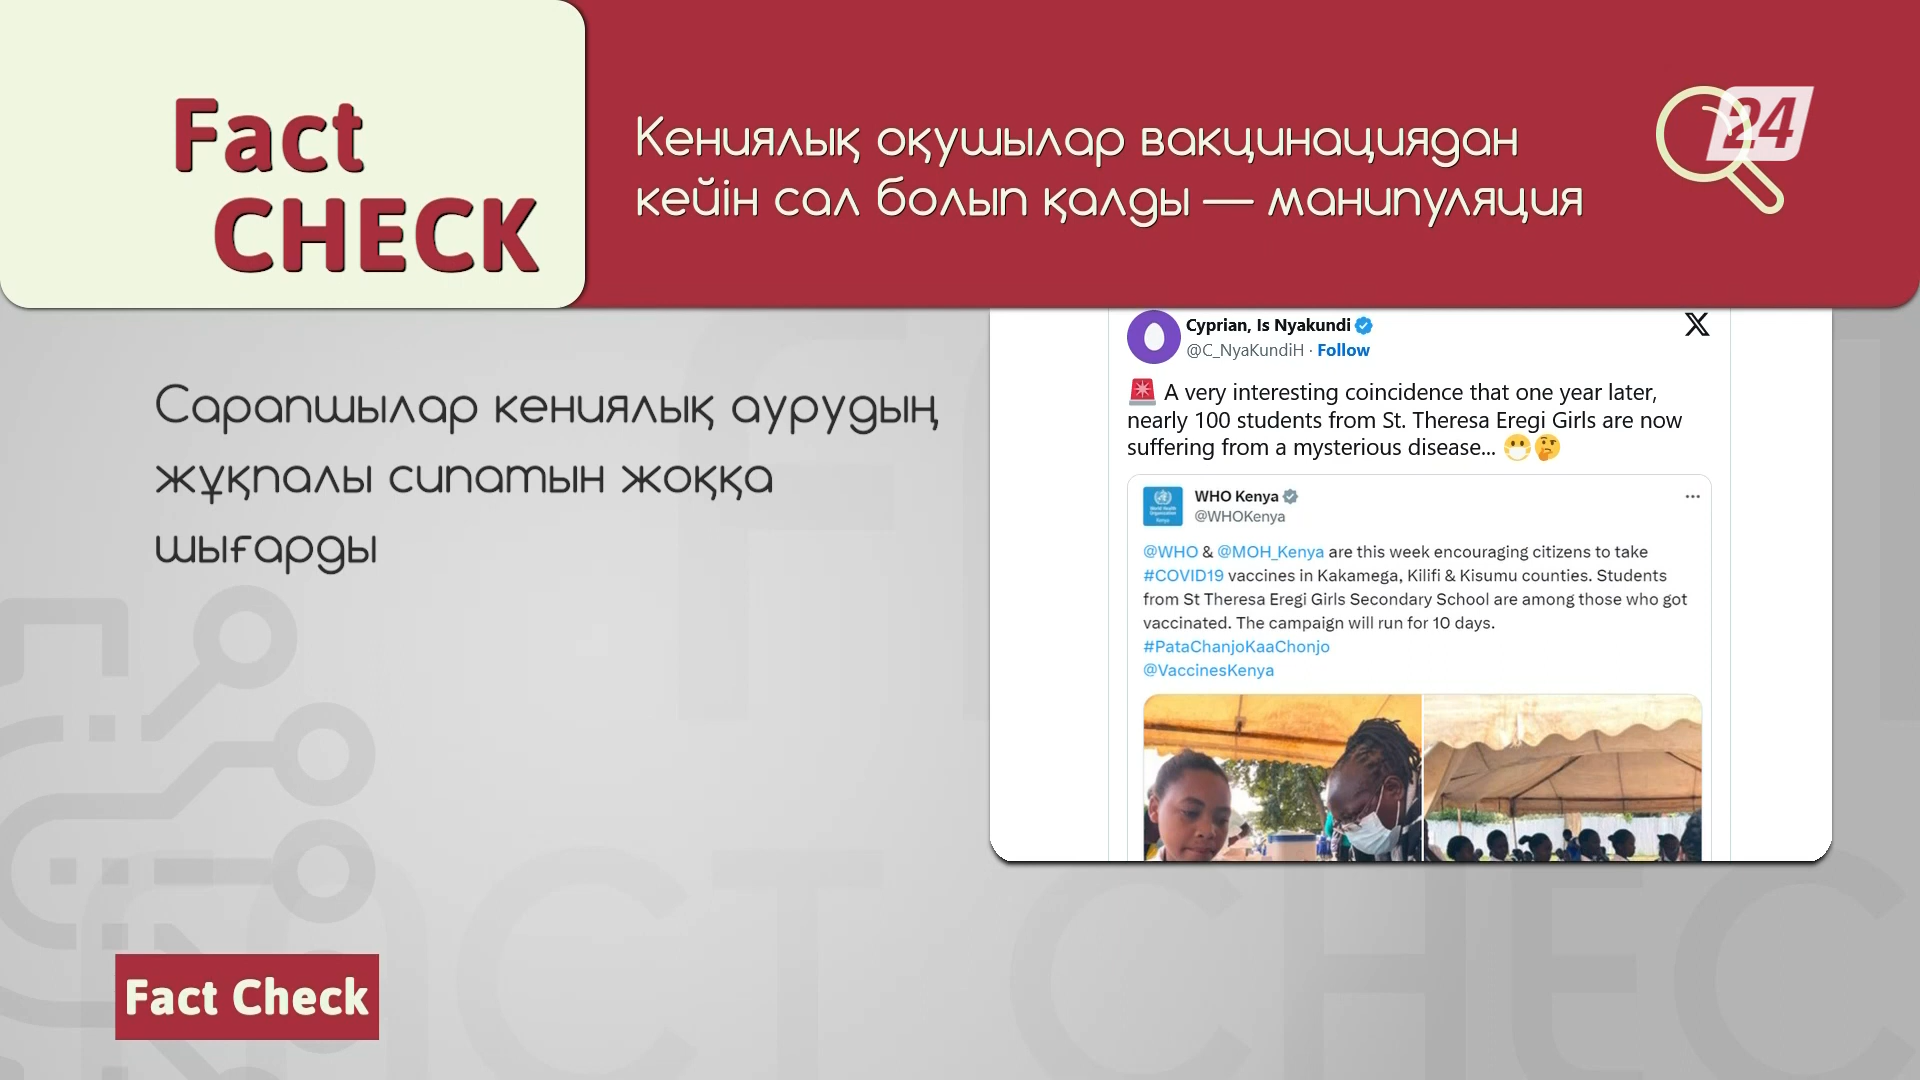 Fact
CHECK
Кениялық оқушылар вакцинациядан
кейін сал болып қалды — манипуляция
24
Сарапшылар кениялық аурудың
жұқпалы сипатын жоққа
шығарды
Cyprian, Is Nyakundi
@C_NyaKundiH · Follow
🚨 A very interesting coincidence that one year later,
nearly 100 students from St. Theresa Eregi Girls are now
suffering from a mysterious disease... 😷🤔
WHO Kenya
@WHOKenya
@WHO & @MOH_Kenya are this week encouraging citizens to take
#COVID19 vaccines in Kakamega, Kilifi & Kisumu counties. Students
from St Theresa Eregi Girls Secondary School are among those who got
vaccinated. The campaign will run for 10 days.
#PataChanjoKaaChonjo
@VaccinesKenya
Fact Check